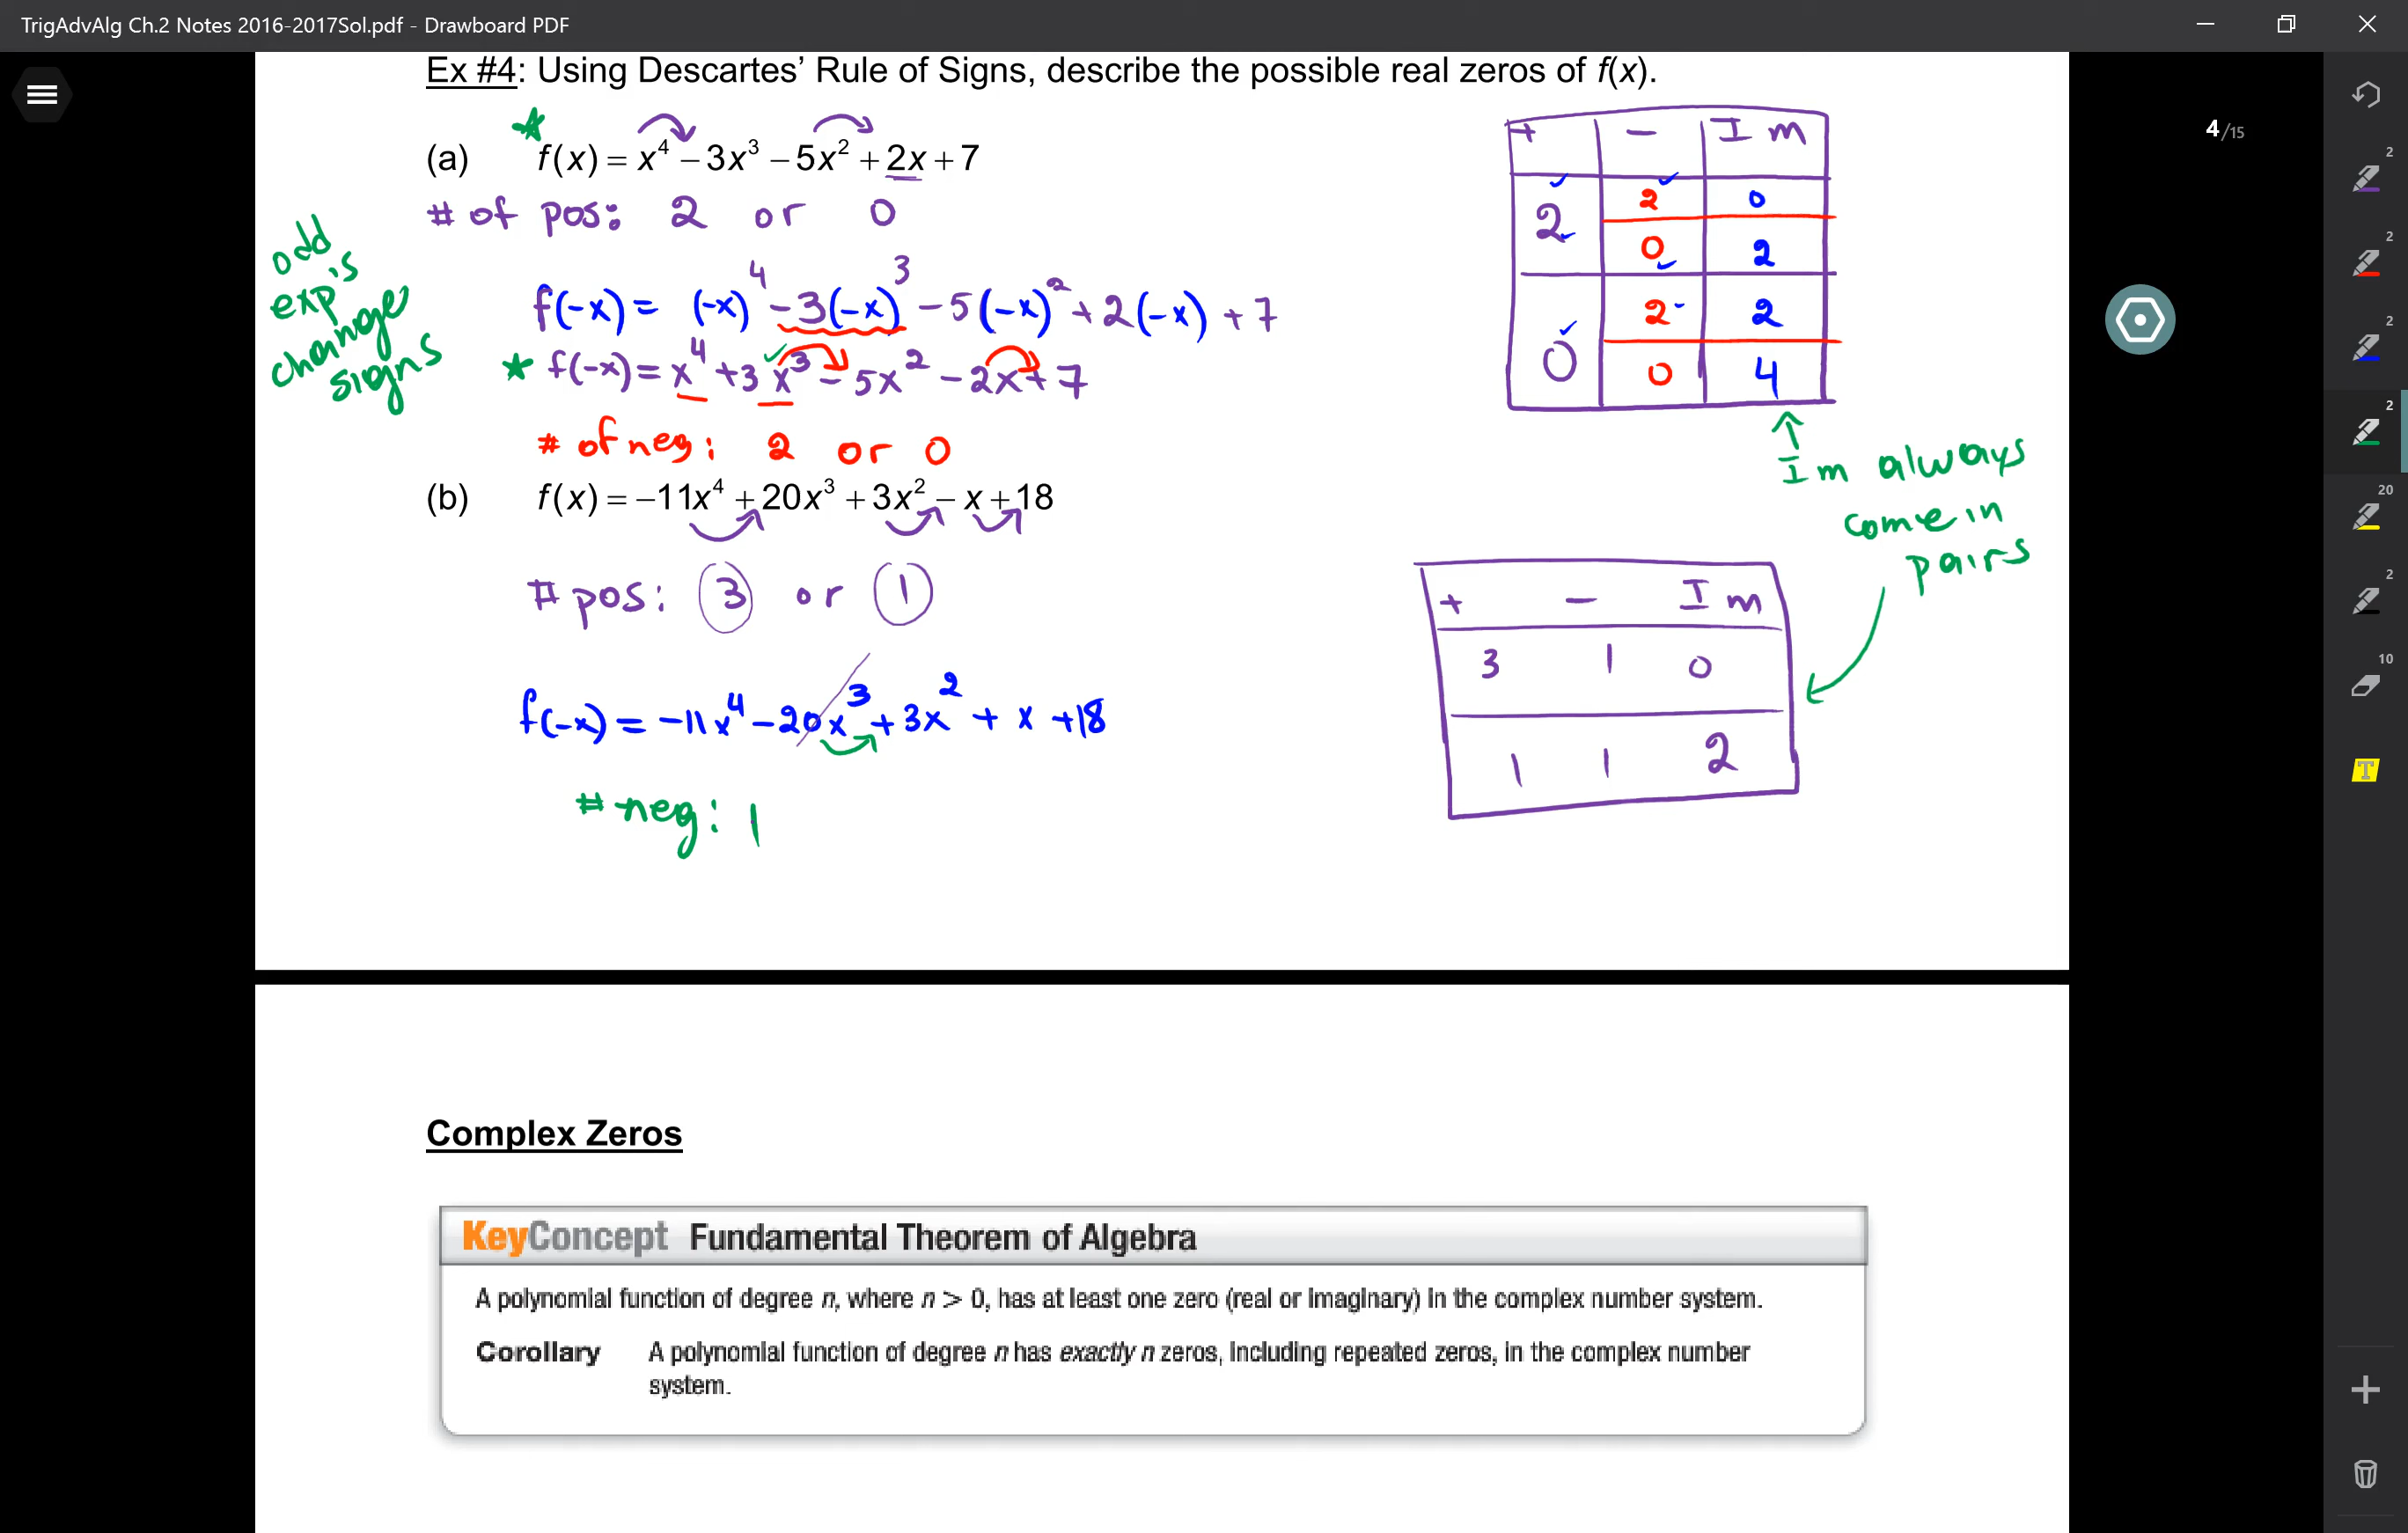 TrigAdvAlg Ch.2 Notes 2016-2017Sol.pdf - Drawboard PDF
4/15
Ex #4: Using Descartes’ Rule of Signs, describe the possible real zeros of f(x).
(a) f(x) = x⁴ − 3x³ − 5x² + 2x + 7
# of pos: 2 or 0
odd
exp's
change
signs
f(-x) = (-x)⁴ - 3(-x)³ - 5(-x)² + 2(-x) + 7
f(-x) = x⁴ + 3x³ - 5x² - 2x + 7
# of neg: 2 or 0
+ - Im
2 2 0
0 2
0 2 2
0 4
Im always
come in
pairs
(b) f(x) = −11x⁴ + 20x³ + 3x² − x + 18
# pos: 3 or 1
f(-x) = -11x⁴ - 20x³ + 3x² + x + 18
# neg: 1
+ - Im
3 1 0
1 1 2
Complex Zeros
KeyConcept Fundamental Theorem of Algebra
A polynomial function of degree n, where n > 0, has at least one zero (real or imaginary) in the complex number system.
Corollary A polynomial function of degree n has exactly n zeros, including repeated zeros, in the complex number
system.
2
2
2
2
20
2
10
T